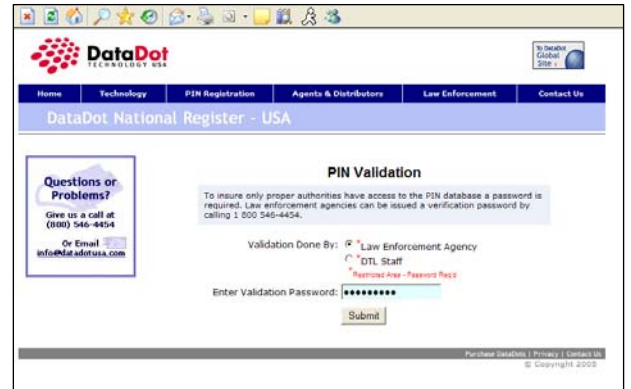 DataDot
TECHNOLOGY USA
To DataDot
Global
Site
Home Technology PIN Registration Agents & Distributors Law Enforcement Contact Us
DataDot National Register - USA
Questions or
Problems?
Give us a call at
(800) 546-4454
Or Email
info@datadotusa.com
PIN Validation
To insure only proper authorities have access to the PIN database a password is
required. Law enforcement agencies can be issued a verification password by
calling 1 800 546-4454.
Validation Done By: *Law Enforcement Agency
*DTL Staff
*Restricted Area - Password Req'd
Enter Validation Password: •••••••••
Submit
Purchase DataDots | Privacy | Contact Us
© Copyright 2005